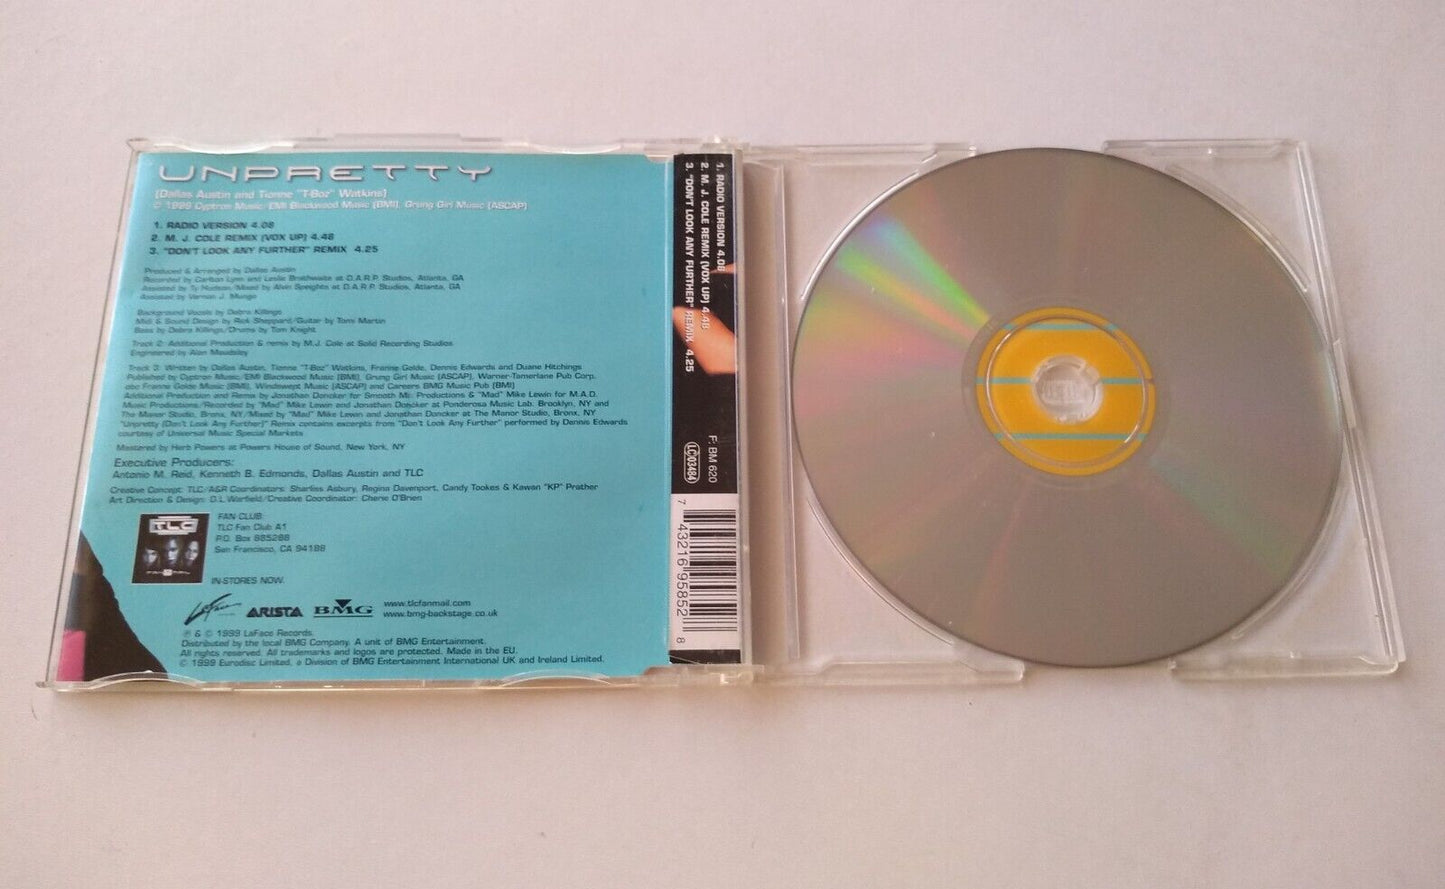 UNPRETTY
(Dallas Austin and Tionne "T-Boz" Watkins)
© 1999 Cyptron Music/EMI Blackwood Music (BMI), Grung Girl Music (ASCAP)
1. RADIO VERSION 4.08
2. M. J. COLE REMIX (VOX UP) 4.48
3. "DON'T LOOK ANY FURTHER" REMIX 4.25
Produced & Arranged by Dallas Austin
Recorded by Carlton Lynn and Leslie Brathwaite at D.A.R.P. Studios, Atlanta, GA
Assisted by Ty Hudson/Mixed by Alvin Speights at D.A.R.P. Studios, Atlanta, GA
Assisted by Vernon J. Mungo
Background Vocals by Debra Killings
Midi & Sound Design by Rick Sheppard/Guitar by Tomi Martin
Bass by Debra Killings/Drums by Tom Knight
Track 2: Additional Production & remix by M.J. Cole at Solid Recording Studios
Engineered by Alan Mawdsley
Track 3: Written by Dallas Austin, Tionne "T-Boz" Watkins, Franne Golde, Dennis Edwards and Duane Hitchings
Published by Cyptron Music/EMI Blackwood Music (BMI), Grung Girl Music (ASCAP), Warner-Tamerlane Pub Corp.
obo Franne Golde Music (BMI), Windswept Music (ASCAP) and Careers BMG Music Pub (BMI)
Additional Production and Remix by Jonathan Doncker for Smooth Mr. Productions & "Mad" Mike Lewin for M.A.D.
Music Productions/Recorded by "Mad" Mike Lewin and Jonathan Doncker at Ponderosa Music Lab. Brooklyn, NY and
The Manor Studio, Bronx, NY/Mixed by "Mad" Mike Lewin and Jonathan Doncker at The Manor Studio, Bronx, NY
"Unpretty (Don't Look Any Further)" Remix contains excerpts from "Don't Look Any Further" performed by Dennis Edwards
courtesy of Universal Music Special Markets
Mastered by Herb Powers at Powers House of Sound, New York, NY
Executive Producers:
Antonio M. Reid, Kenneth B. Edmonds, Dallas Austin and TLC
Creative Concept: TLC/A&R Coordinators: Sharliss Asbury, Regina Davenport, Candy Tookes & Kawan "KP" Prather
Art Direction & Design: D.L.Warfield/Creative Coordinator: Cherie O'Brien
TLC
FAN CLUB:
TLC Fan Club A1
P.O. Box 885288
San Francisco, CA 94188
IN-STORES NOW.
LaFace
ARISTA
BMG
www.tlcfanmail.com
www.bmg-backstage.co.uk
℗ & © 1999 LaFace Records.
Distributed by the local BMG Company. A unit of BMG Entertainment.
All rights reserved. All trademarks and logos are protected. Made in the EU.
© 1999 Eurodisc Limited, a Division of BMG Entertainment International UK and Ireland Limited.
1. RADIO VERSION 4.08
2. M. J. COLE REMIX (VOX UP) 4.48
3. "DON'T LOOK ANY FURTHER" REMIX 4.25
F: BM 620
LC 03484
7 43216 95852 8